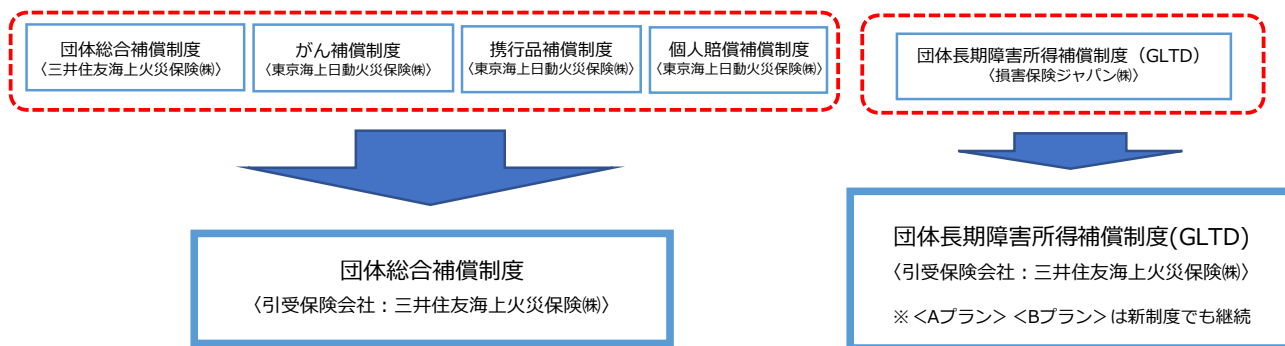 団体総合補償制度
〈三井住友海上火災保険㈱〉
がん補償制度
〈東京海上日動火災保険㈱〉
携行品補償制度
〈東京海上日動火災保険㈱〉
個人賠償補償制度
〈東京海上日動火災保険㈱〉
団体長期障害所得補償制度（GLTD）
〈損害保険ジャパン㈱〉
団体総合補償制度
〈引受保険会社：三井住友海上火災保険㈱〉
団体長期障害所得補償制度(GLTD)
〈引受保険会社：三井住友海上火災保険㈱〉
※＜Aプラン＞＜Bプラン＞は新制度でも継続